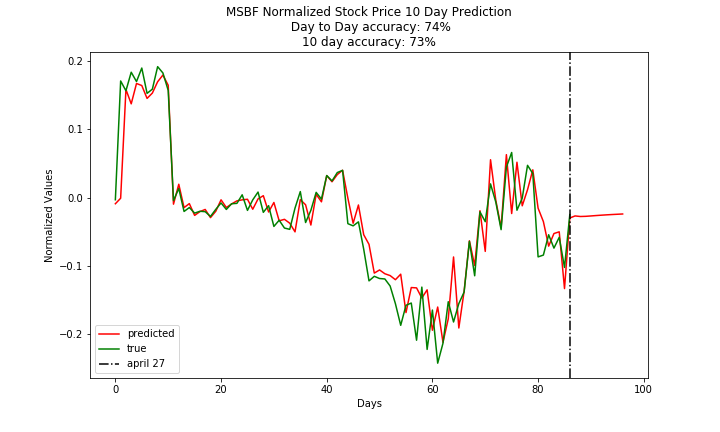 MSBF Normalized Stock Price 10 Day Prediction
Day to Day accuracy: 74%
10 day accuracy: 73%
Normalized Values
0.2
0.1
0.0
−0.1
−0.2
predicted
true
april 27
0
20
40
60
80
100
Days